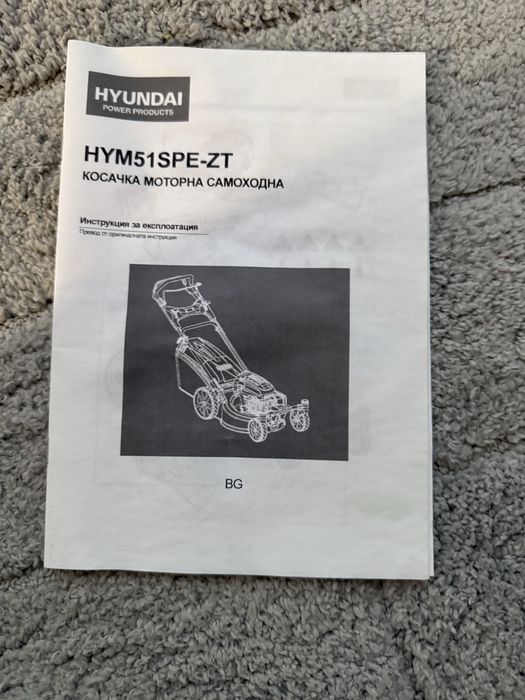 HYUNDAI
POWER PRODUCTS
HYM51SPE-ZT
КОСАЧКА МОТОРНА САМОХОДНА
Инструкция за експлоатация
Превод от оригиналната инструкция
BG